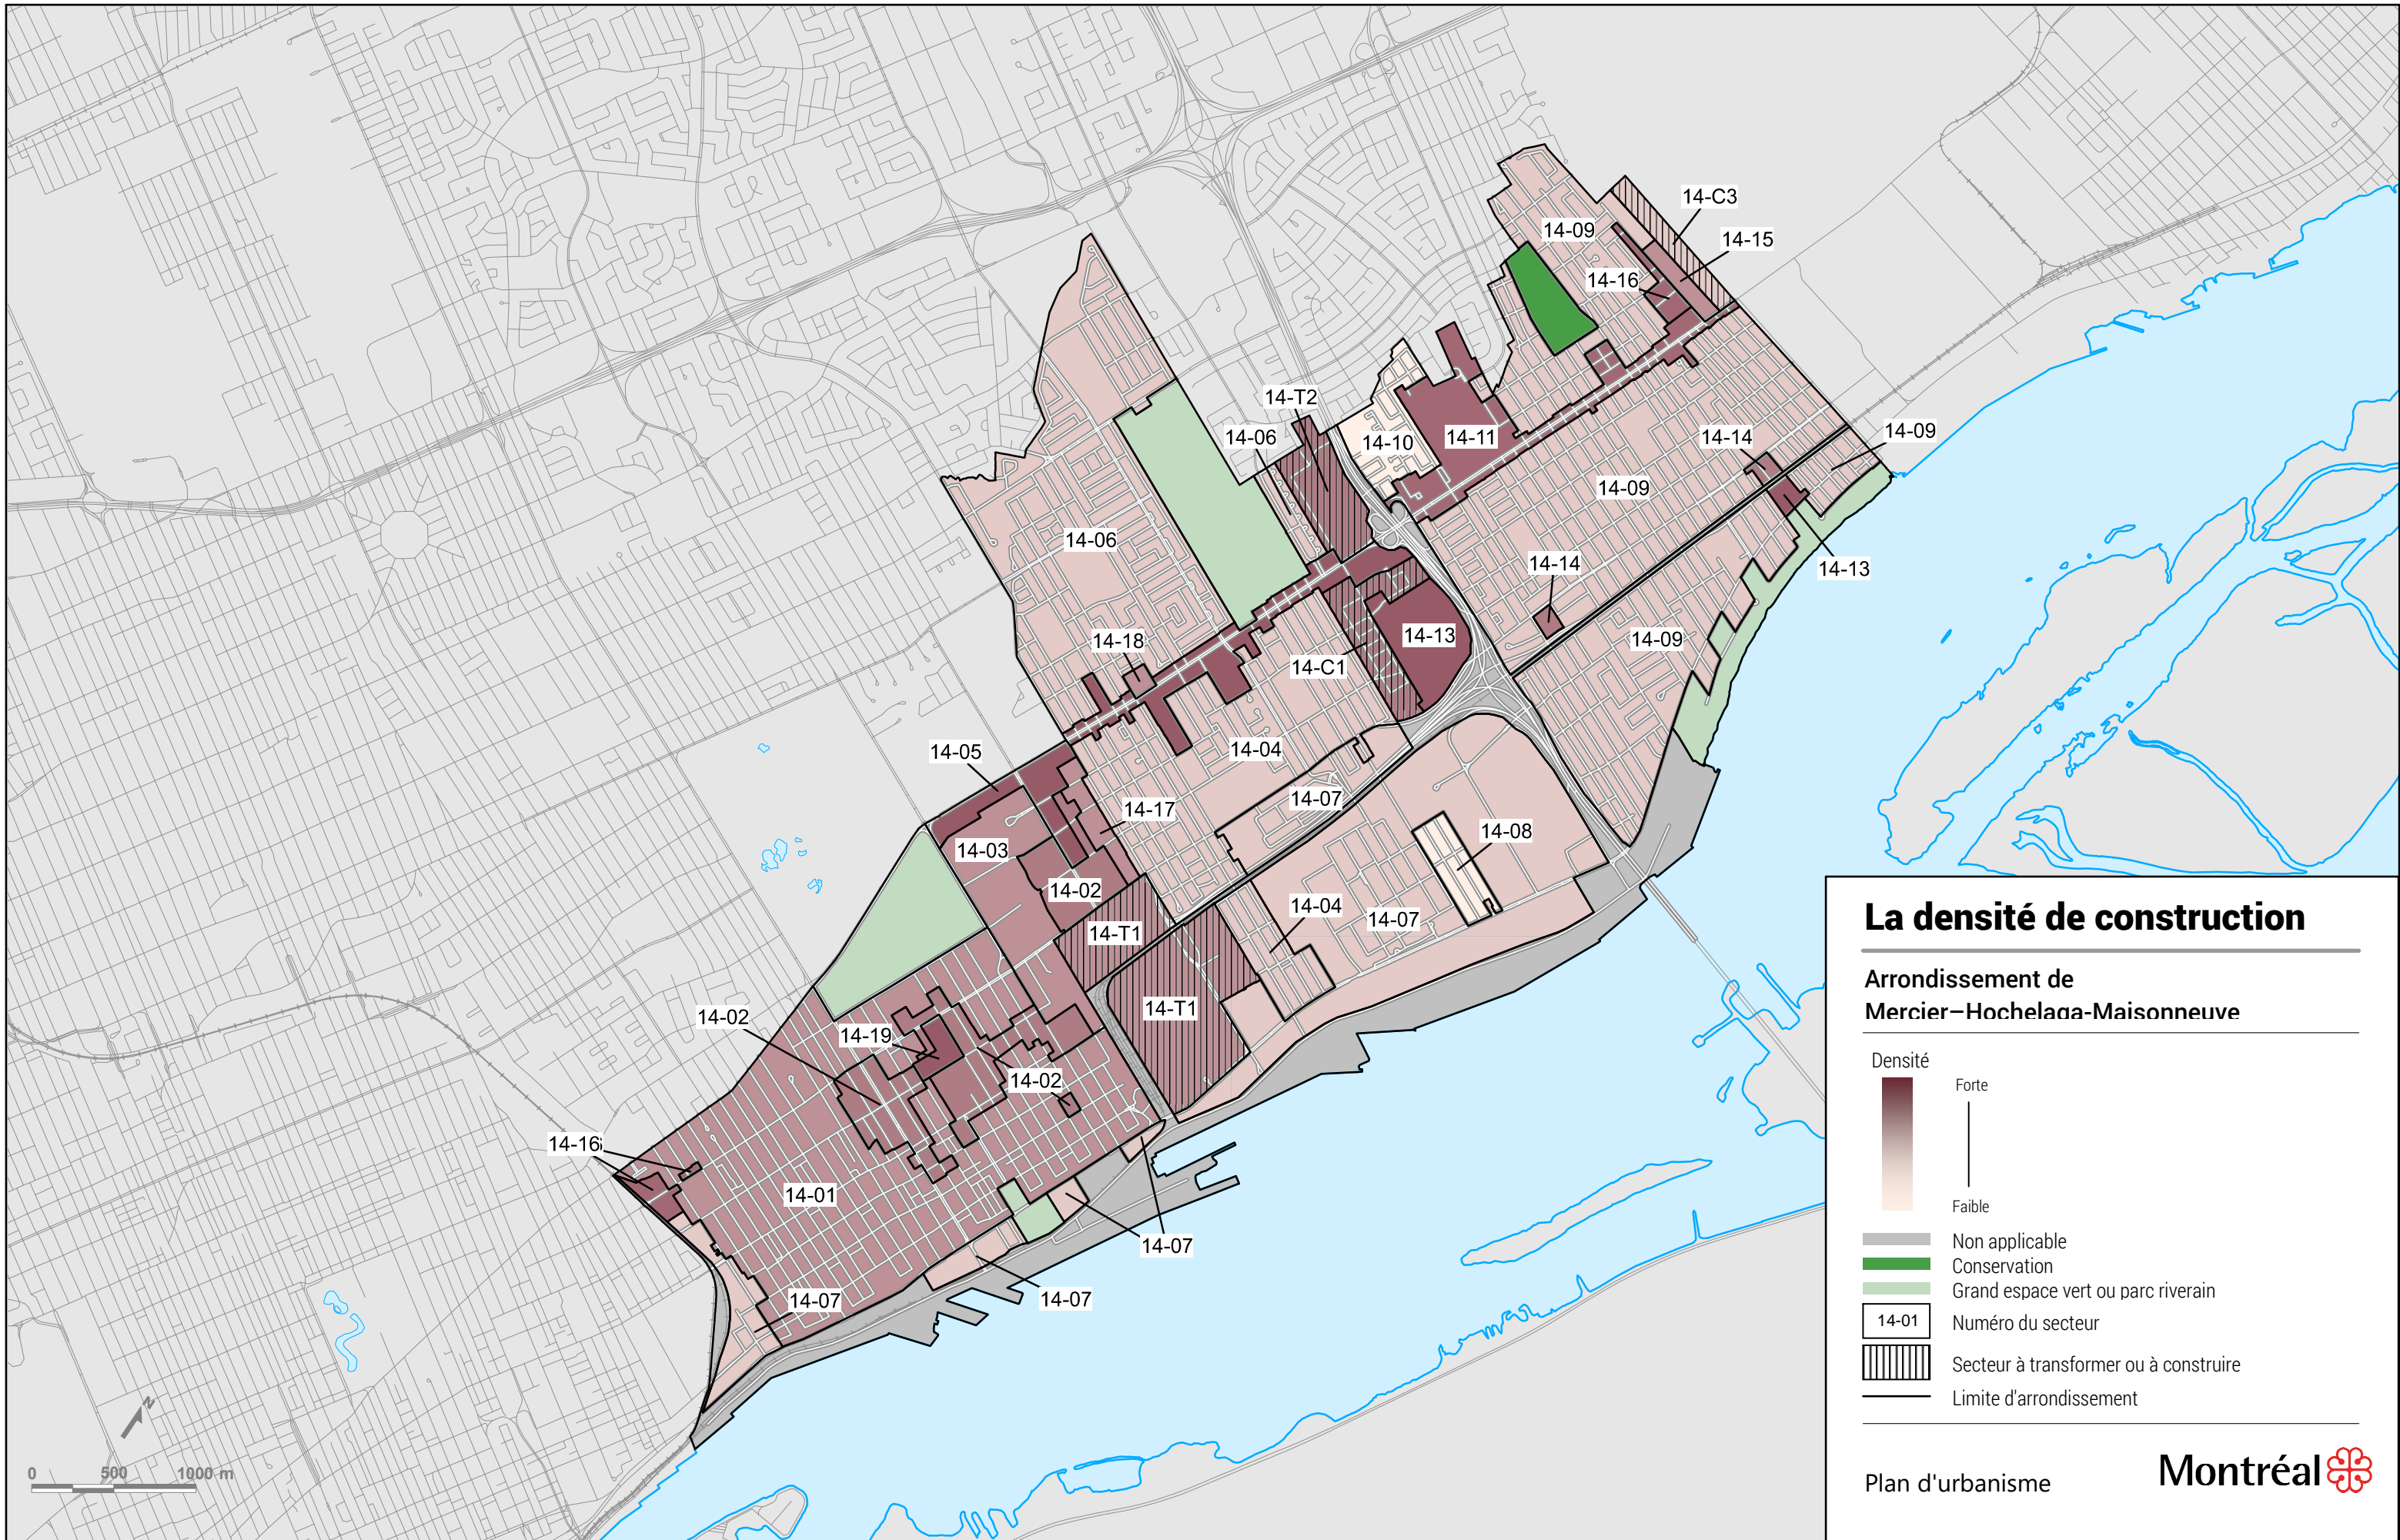 14-C3
14-09
14-15
14-16
14-T2
14-06
14-10
14-11
14-14
14-09
14-09
14-06
14-14
14-13
14-18
14-C1
14-13
14-09
14-05
14-04
14-17
14-07
14-03
14-08
14-02
14-04
14-07
14-T1
14-02
14-T1
14-19
14-02
14-16
14-01
14-07
14-07
14-07
N
0 500 1000 m
La densité de construction
Arrondissement de
Mercier–Hochelaga-Maisonneuve
Densité
Forte
Faible
Non applicable
Conservation
Grand espace vert ou parc riverain
14-01 Numéro du secteur
Secteur à transformer ou à construire
Limite d'arrondissement
Plan d'urbanisme
Montréal